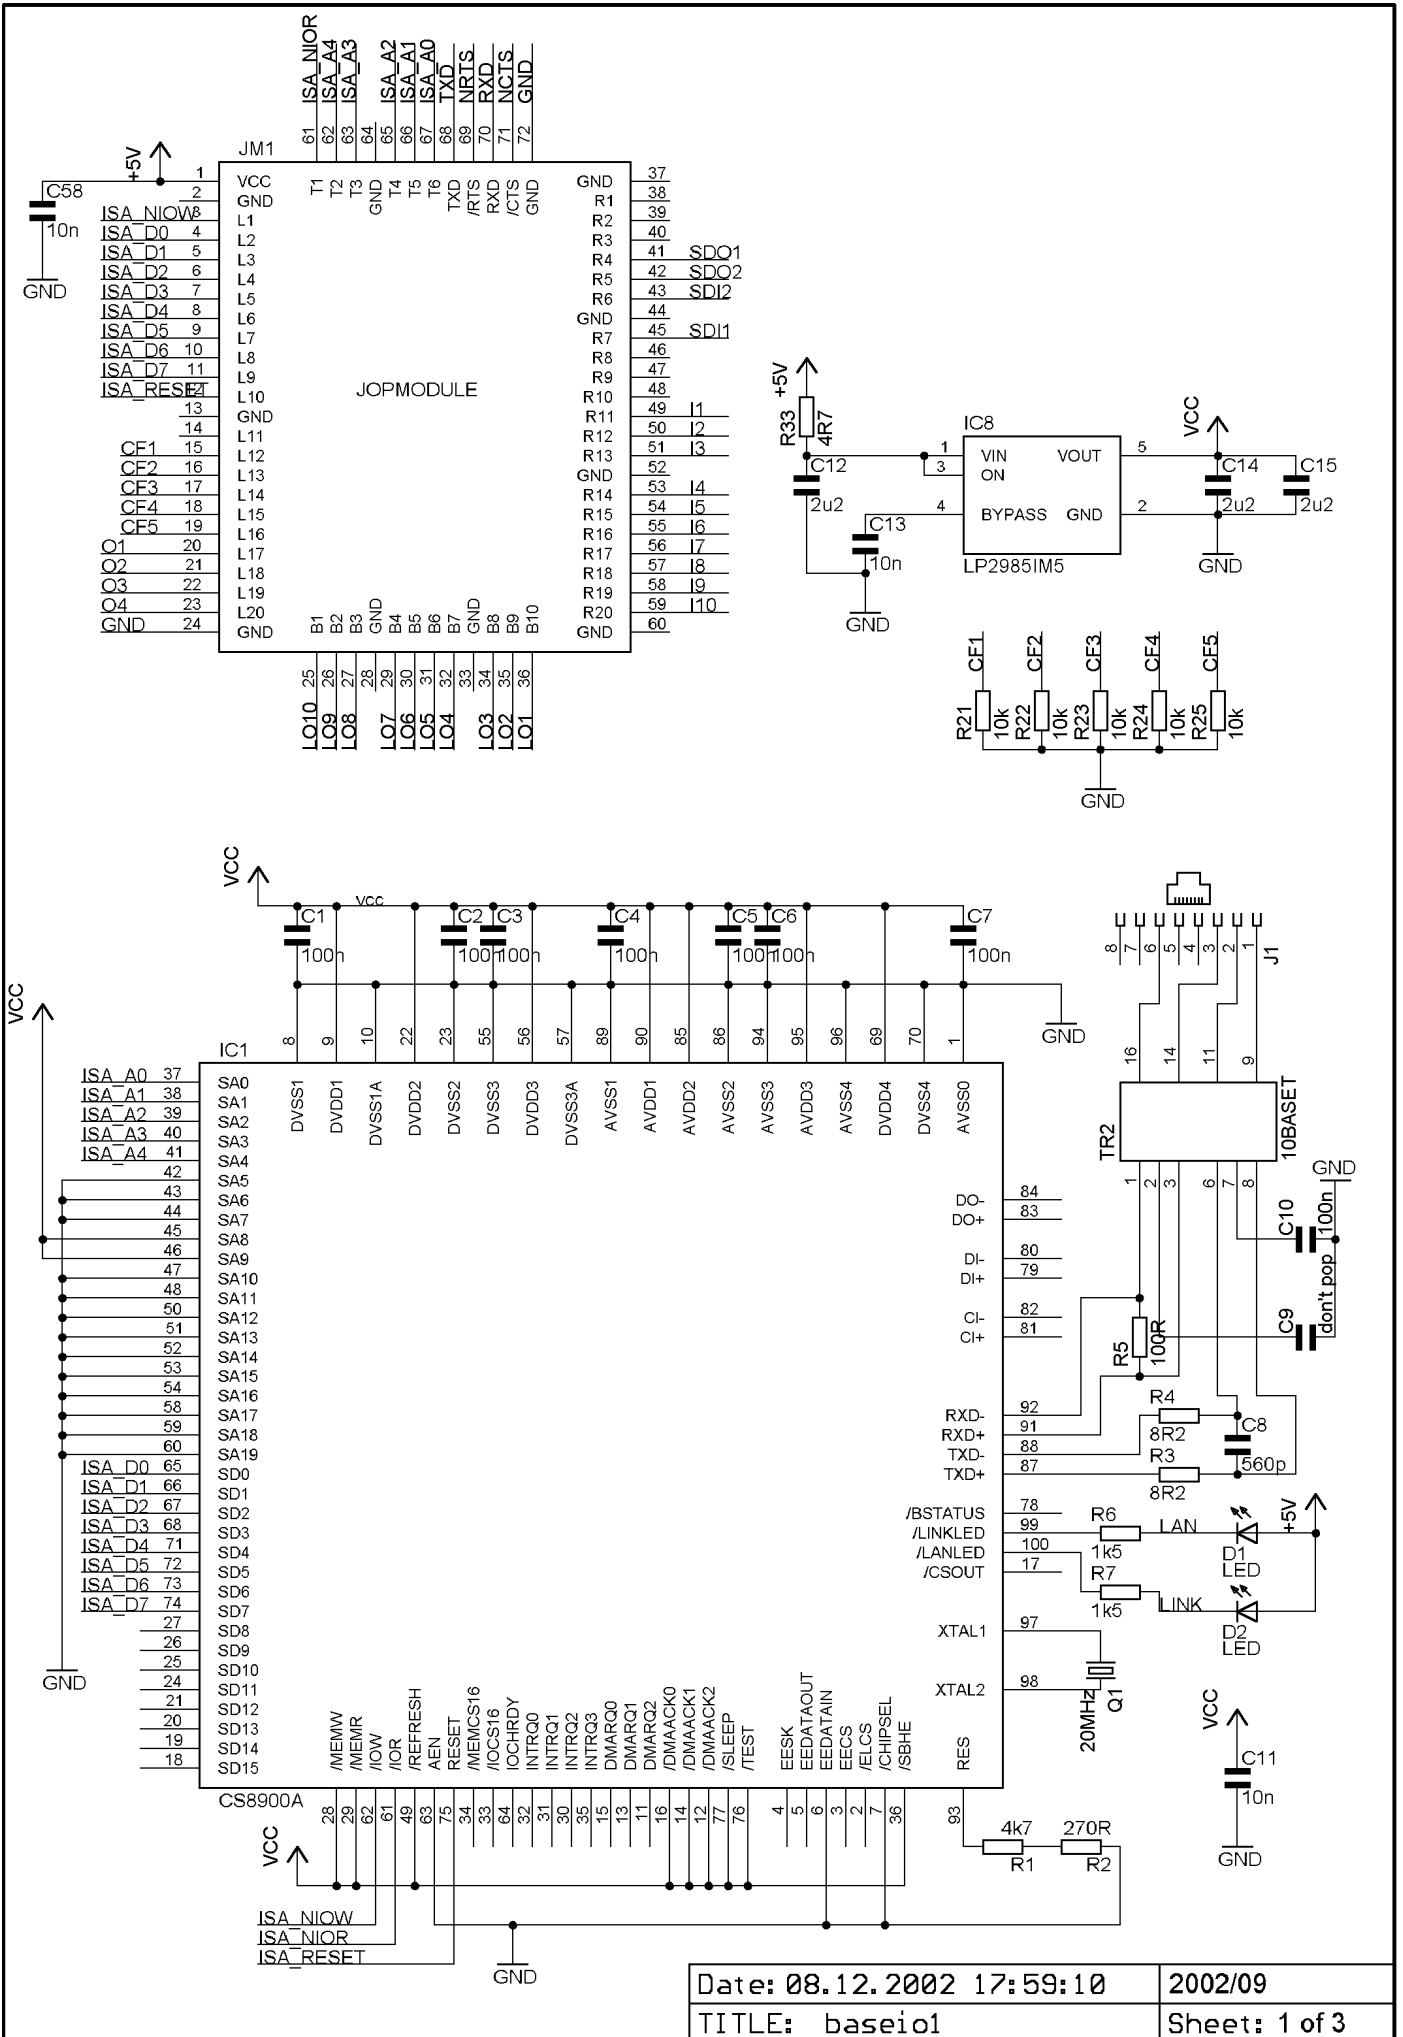 ISA_NIOR
ISA_A4
ISA_A3
ISA_A2
ISA_A1
ISA_A0
TXD
NRTS
RXD
NCTS
GND
61
62
63
64
65
66
67
68
69
70
71
72
JM1
+5V
C58
10n
GND
T1
T2
T3
GND
T4
T5
T6
TXD
/RTS
RXD
/CTS
GND
1 VCC
2 GND
ISA_NIOW 3 L1
ISA_D0 4 L2
ISA_D1 5 L3
ISA_D2 6 L4
ISA_D3 7 L5
ISA_D4 8 L6
ISA_D5 9 L7
ISA_D6 10 L8
ISA_D7 11 L9
ISA_RESET 12 L10
13 GND
14 L11
CF1 15 L12
CF2 16 L13
CF3 17 L14
CF4 18 L15
CF5 19 L16
O1 20 L17
O2 21 L18
O3 22 L19
O4 23 L20
GND 24 GND
JOPMODULE
GND 37
R1 38
R2 39
R3 40
R4 41 SDO1
R5 42 SDO2
R6 43 SDI2
GND 44
R7 45 SDI1
R8 46
R9 47
R10 48
R11 49 I1
R12 50 I2
R13 51 I3
GND 52
R14 53 I4
R15 54 I5
R16 55 I6
R17 56 I7
R18 57 I8
R19 58 I9
R20 59 I10
GND 60
B1
B2
B3
GND
B4
B5
B6
B7
GND
B8
B9
B10
25
26
27
28
29
30
31
32
33
34
35
36
LO10
LO9
LO8
LO7
LO6
LO5
LO4
LO3
LO2
LO1
+5V
R33
4R7
C12
2u2
C13
10n
GND
IC8
1 VIN
3 ON
4 BYPASS
VOUT 5
GND 2
LP2985IM5
VCC
C14
2u2
C15
2u2
GND
CF1
CF2
CF3
CF4
CF5
R21
10k
R22
10k
R23
10k
R24
10k
R25
10k
GND
VCC
VCC
C1
100n
C2
100n
C3
100n
C4
100n
C5
100n
C6
100n
C7
100n
GND
VCC
IC1
8
9
10
22
23
55
56
57
89
90
85
86
94
95
96
69
70
1
DVSS1
DVDD1
DVSS1A
DVDD2
DVSS2
DVSS3
DVDD3
DVSS3A
AVSS1
AVDD1
AVDD2
AVSS2
AVSS3
AVDD3
AVSS4
DVDD4
DVSS4
AVSS0
ISA_A0 37 SA0
ISA_A1 38 SA1
ISA_A2 39 SA2
ISA_A3 40 SA3
ISA_A4 41 SA4
42 SA5
43 SA6
44 SA7
45 SA8
46 SA9
47 SA10
48 SA11
50 SA12
51 SA13
52 SA14
53 SA15
54 SA16
58 SA17
59 SA18
60 SA19
ISA_D0 65 SD0
ISA_D1 66 SD1
ISA_D2 67 SD2
ISA_D3 68 SD3
ISA_D4 71 SD4
ISA_D5 72 SD5
ISA_D6 73 SD6
ISA_D7 74 SD7
27 SD8
26 SD9
25 SD10
24 SD11
21 SD12
20 SD13
19 SD14
18 SD15
GND
CS8900A
DO- 84
DO+ 83
DI- 80
DI+ 79
CI- 82
CI+ 81
RXD- 92
RXD+ 91
TXD- 88
TXD+ 87
/BSTATUS 78
/LINKLED 99
/LANLED 100
/CSOUT 17
XTAL1 97
XTAL2 98
8
7
6
5
4
3
2
1
J1
16
14
11
9
TR2
10BASET
1
2
3
6
7
8
GND
C10
100n
C9
don't pop
R5
100R
R4
8R2
R3
8R2
C8
560p
R6
1k5
LAN
D1
LED
+5V
R7
1k5
LINK
D2
LED
20MHz
Q1
VCC
C11
10n
GND
/MEMW
/MEMR
/IOW
/IOR
/REFRESH
AEN
RESET
/MEMCS16
/IOCS16
IOCHRDY
INTRQ0
INTRQ1
INTRQ2
INTRQ3
DMARQ0
DMARQ1
DMARQ2
/DMAACK0
/DMAACK1
/DMAACK2
/SLEEP
/TEST
EESK
EEDATAOUT
EEDATAIN
EECS
/ELCS
/CHIPSEL
/SBHE
RES
28
29
62
61
49
63
75
34
33
64
32
31
30
35
15
13
11
16
14
12
77
76
4
5
6
3
2
7
36
93
4k7
R1
270R
R2
VCC
ISA_NIOW
ISA_NIOR
ISA_RESET
GND
Date: 08.12.2002 17:59:10 2002/09
TITLE: baseio1 Sheet: 1 of 3